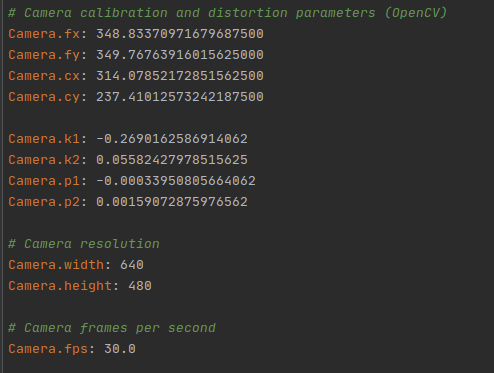 # Camera calibration and distortion parameters (OpenCV)
Camera.fx: 348.83370971679687500
Camera.fy: 349.76763916015625000
Camera.cx: 314.07852172851562500
Camera.cy: 237.41012573242187500
Camera.k1: -0.2690162586914062
Camera.k2: 0.05582427978515625
Camera.p1: -0.00033950805664062
Camera.p2: 0.00159072875976562
# Camera resolution
Camera.width: 640
Camera.height: 480
# Camera frames per second
Camera.fps: 30.0